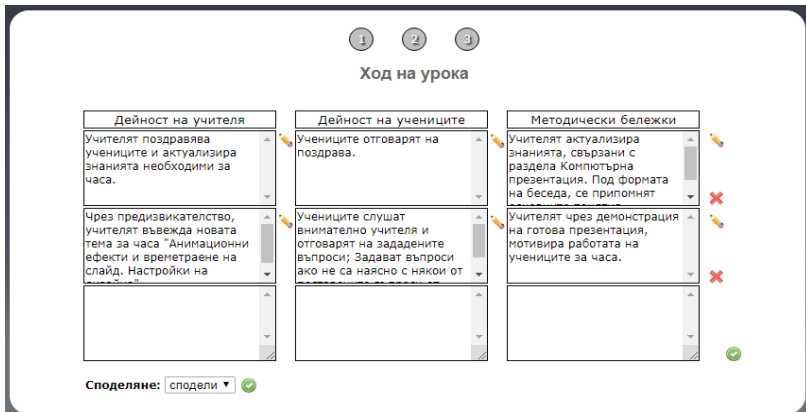 1 2 3
Ход на урока
Дейност на учителя
Дейност на учениците
Методически бележки
Учителят поздравява
учениците и актуализира
знанията необходими за
часа.
Учениците отговарят на
поздрава.
Учителят актуализира
знанията, свързани с
раздела Компютърна
презентация. Под формата
на беседа, се припомнят
Чрез предизвикателство,
учителят въвежда новата
тема за часа "Анимационни
ефекти и времетраене на
слайд. Настройки на
Учениците слушат
внимателно учителя и
отговарят на зададените
въпроси; Задават въпроси
ако не са наясно с някои от
Учителят чрез демонстрация
на готова презентация,
мотивира работата на
учениците за часа.
Споделяне: сподели